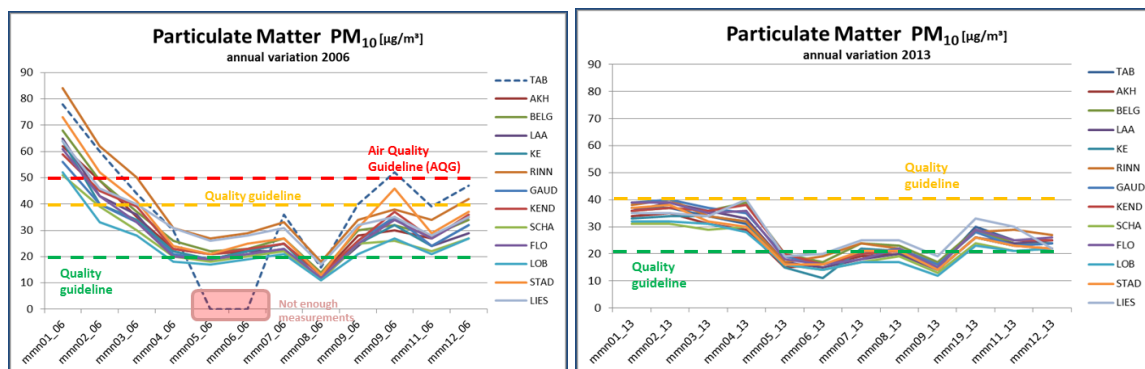 Particulate Matter PM10 [µg/m³]
annual variation 2006
90
80
70
60
50
40
30
20
10
0
Air Quality
Guideline (AQG)
Quality guideline
Quality
guideline
Not enough
measurements
mmn01_06
mmn02_06
mmn03_06
mmn04_06
mmn05_06
mmn06_06
mmn07_06
mmn08_06
mmn09_06
mmn09_06
mmn11_06
mmn12_06
TAB
AKH
BELG
LAA
KE
RINN
GAUD
KEND
SCHA
FLO
LOB
STAD
LIES
Particulate Matter PM10 [µg/m³]
annual variation 2013
90
80
70
60
50
40
30
20
10
0
Quality
guideline
Quality
guideline
mmn01_13
mmn02_13
mmn03_13
mmn04_13
mmn05_13
mmn06_13
mmn07_13
mmn08_13
mmn09_13
mmn19_13
mmn11_13
mmn12_13
TAB
AKH
BELG
LAA
KE
RINN
GAUD
KEND
SCHA
FLO
LOB
STAD
LIES